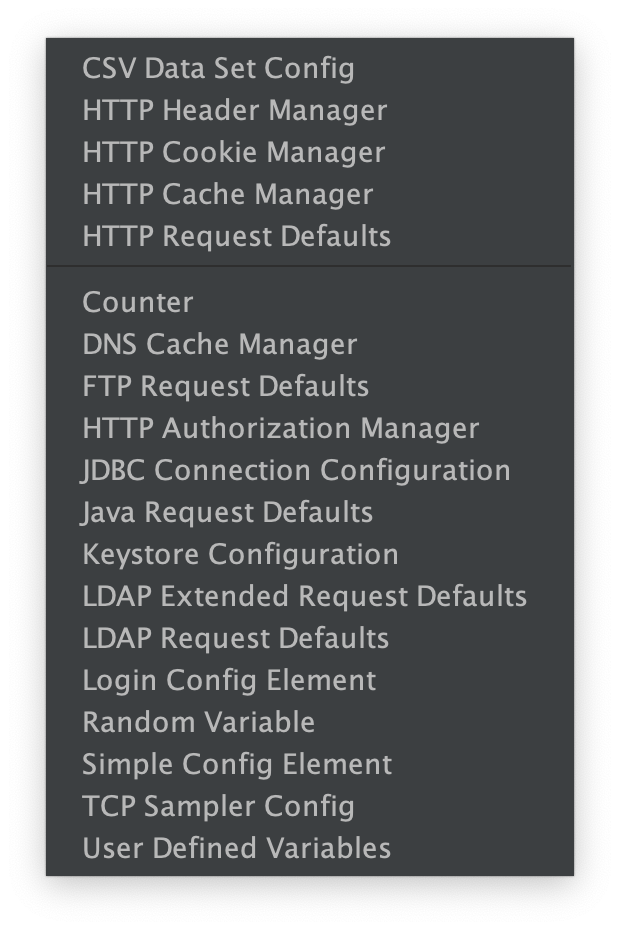 CSV Data Set Config
HTTP Header Manager
HTTP Cookie Manager
HTTP Cache Manager
HTTP Request Defaults
Counter
DNS Cache Manager
FTP Request Defaults
HTTP Authorization Manager
JDBC Connection Configuration
Java Request Defaults
Keystore Configuration
LDAP Extended Request Defaults
LDAP Request Defaults
Login Config Element
Random Variable
Simple Config Element
TCP Sampler Config
User Defined Variables